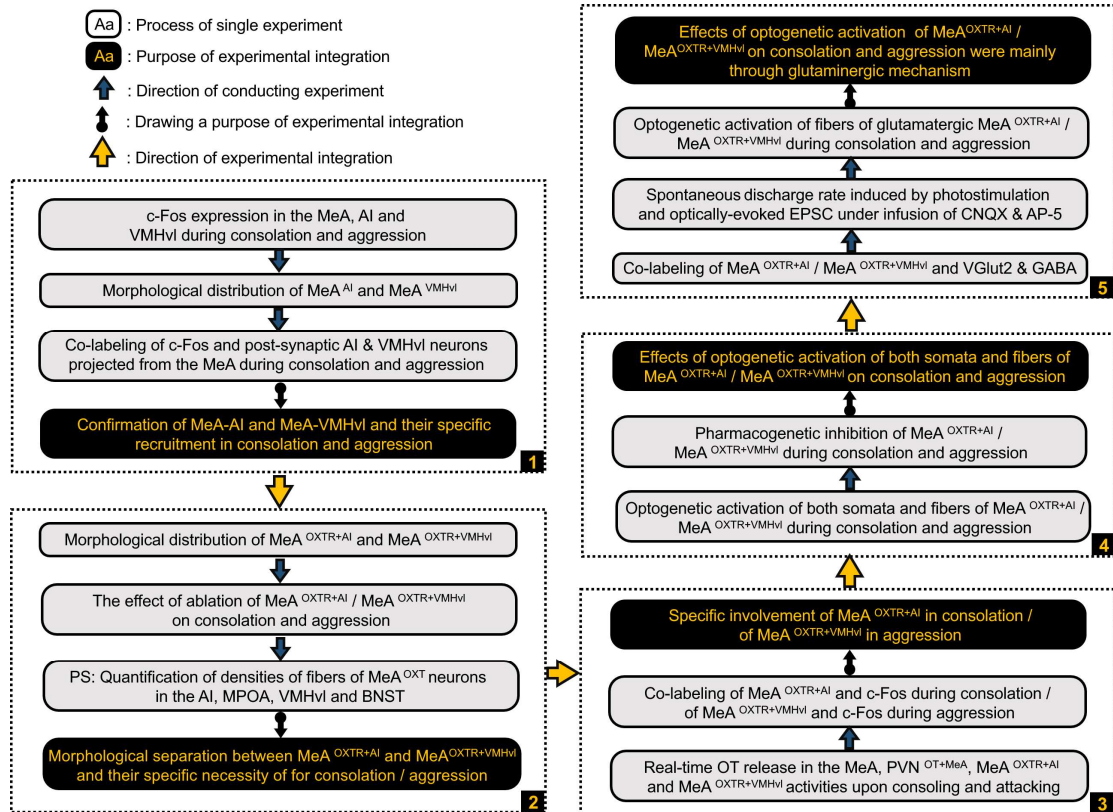 Aa : Process of single experiment
Aa : Purpose of experimental integration
: Direction of conducting experiment
: Drawing a purpose of experimental integration
: Direction of experimental integration
c-Fos expression in the MeA, AI and
VMHvl during consolation and aggression
Morphological distribution of MeA AI and MeA VMHvl
Co-labeling of c-Fos and post-synaptic AI & VMHvl neurons
projected from the MeA during consolation and aggression
Confirmation of MeA-AI and MeA-VMHvl and their specific
recruitment in consolation and aggression
1
Morphological distribution of MeA OXTR+AI and MeA OXTR+VMHvl
The effect of ablation of MeA OXTR+AI / MeA OXTR+VMHvl
on consolation and aggression
PS: Quantification of densities of fibers of MeA OXT neurons
in the AI, MPOA, VMHvl and BNST
Morphological separation between MeA OXTR+AI and MeA OXTR+VMHvl
and their specific necessity of for consolation / aggression
2
Specific involvement of MeA OXTR+AI in consolation /
of MeA OXTR+VMHvl in aggression
Co-labeling of MeA OXTR+AI and c-Fos during consolation /
of MeA OXTR+VMHvl and c-Fos during aggression
Real-time OT release in the MeA, PVN OT+MeA, MeA OXTR+AI
and MeA OXTR+VMHvl activities upon consoling and attacking
3
Effects of optogenetic activation of both somata and fibers of
MeA OXTR+AI / MeA OXTR+VMHvl on consolation and aggression
Pharmacogenetic inhibition of MeA OXTR+AI /
MeA OXTR+VMHvl during consolation and aggression
Optogenetic activation of both somata and fibers of MeA OXTR+AI /
MeA OXTR+VMHvl during consolation and aggression
4
Effects of optogenetic activation of MeA OXTR+AI /
MeA OXTR+VMHvl on consolation and aggression were mainly
through glutaminergic mechanism
Optogenetic activation of fibers of glutamatergic MeA OXTR+AI /
MeA OXTR+VMHvl during consolation and aggression
Spontaneous discharge rate induced by photostimulation
and optically-evoked EPSC under infusion of CNQX & AP-5
Co-labeling of MeA OXTR+AI / MeA OXTR+VMHvl and VGlut2 & GABA
5